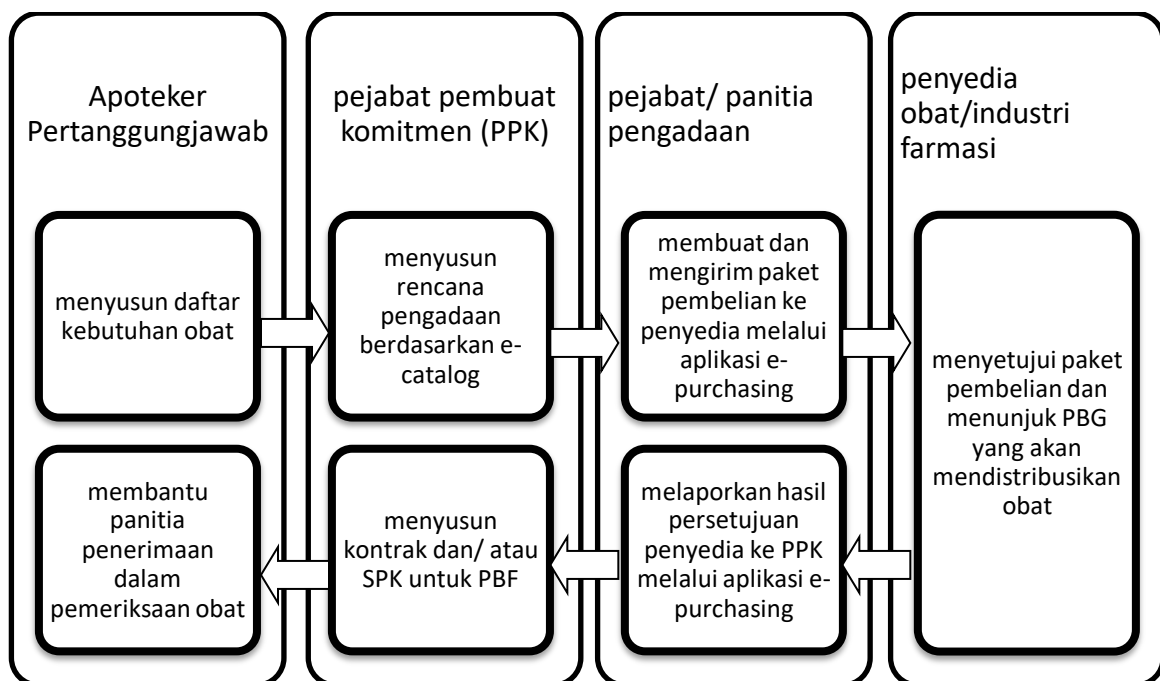 Apoteker
Pertanggungjawab
menyusun daftar
kebutuhan obat
membantu
panitia
penerimaan
dalam
pemeriksaan obat
pejabat pembuat
komitmen (PPK)
menyusun
rencana
pengadaan
berdasarkan e-
catalog
menyusun
kontrak dan/ atau
SPK untuk PBF
pejabat/ panitia
pengadaan
membuat dan
mengirim paket
pembelian ke
penyedia melalui
aplikasi e-
purchasing
melaporkan hasil
persetujuan
penyedia ke PPK
melalui aplikasi e-
purchasing
penyedia
obat/industri
farmasi
menyetujui paket
pembelian dan
menunjuk PBG
yang akan
mendistribusikan
obat